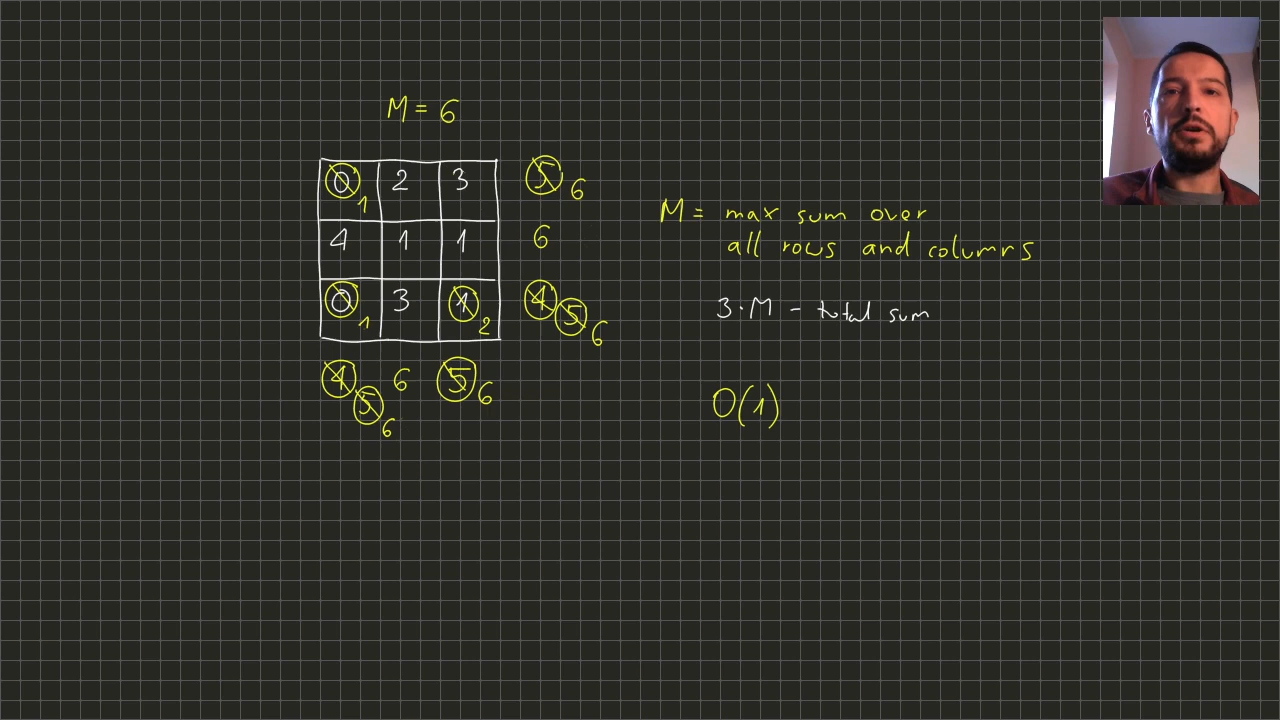 M = 6
0 1 2 3 5 6
4 1 1 6
0 1 3 1 2 4 5 6
4 5 6 6 5 6
M = max sum over
all rows and columns
3·M - total sum
O(1)